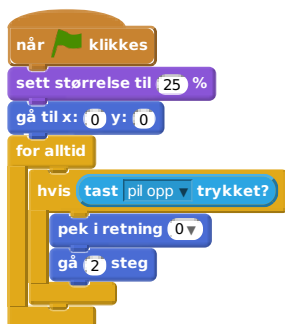 når klikkes
sett størrelse til 25 %
gå til x: 0 y: 0
for alltid
hvis tast pil opp trykket?
pek i retning 0
gå 2 steg